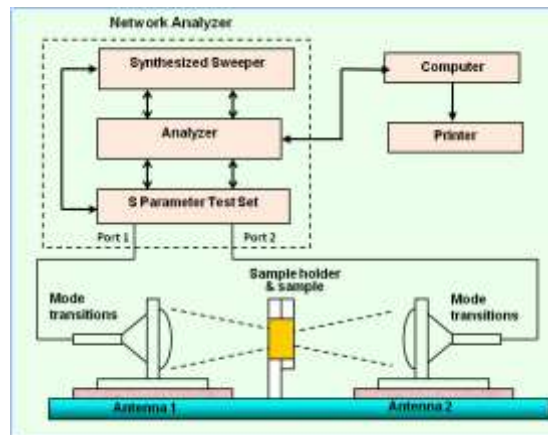 Network Analyzer
Synthesized Sweeper
Computer
Analyzer
Printer
S Parameter Test Set
Port 1
Port 2
Sample holder
& sample
Mode
transitions
Mode
transitions
Antenna 1
Antenna 2